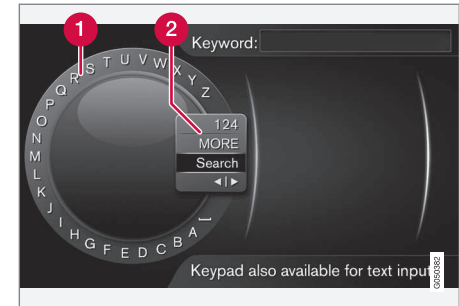 1
2
Keyword:
A B C D E F G H I J K L M N O P Q R S T U V W X Y Z
124
MORE
Search
Keypad also available for text input
G050382